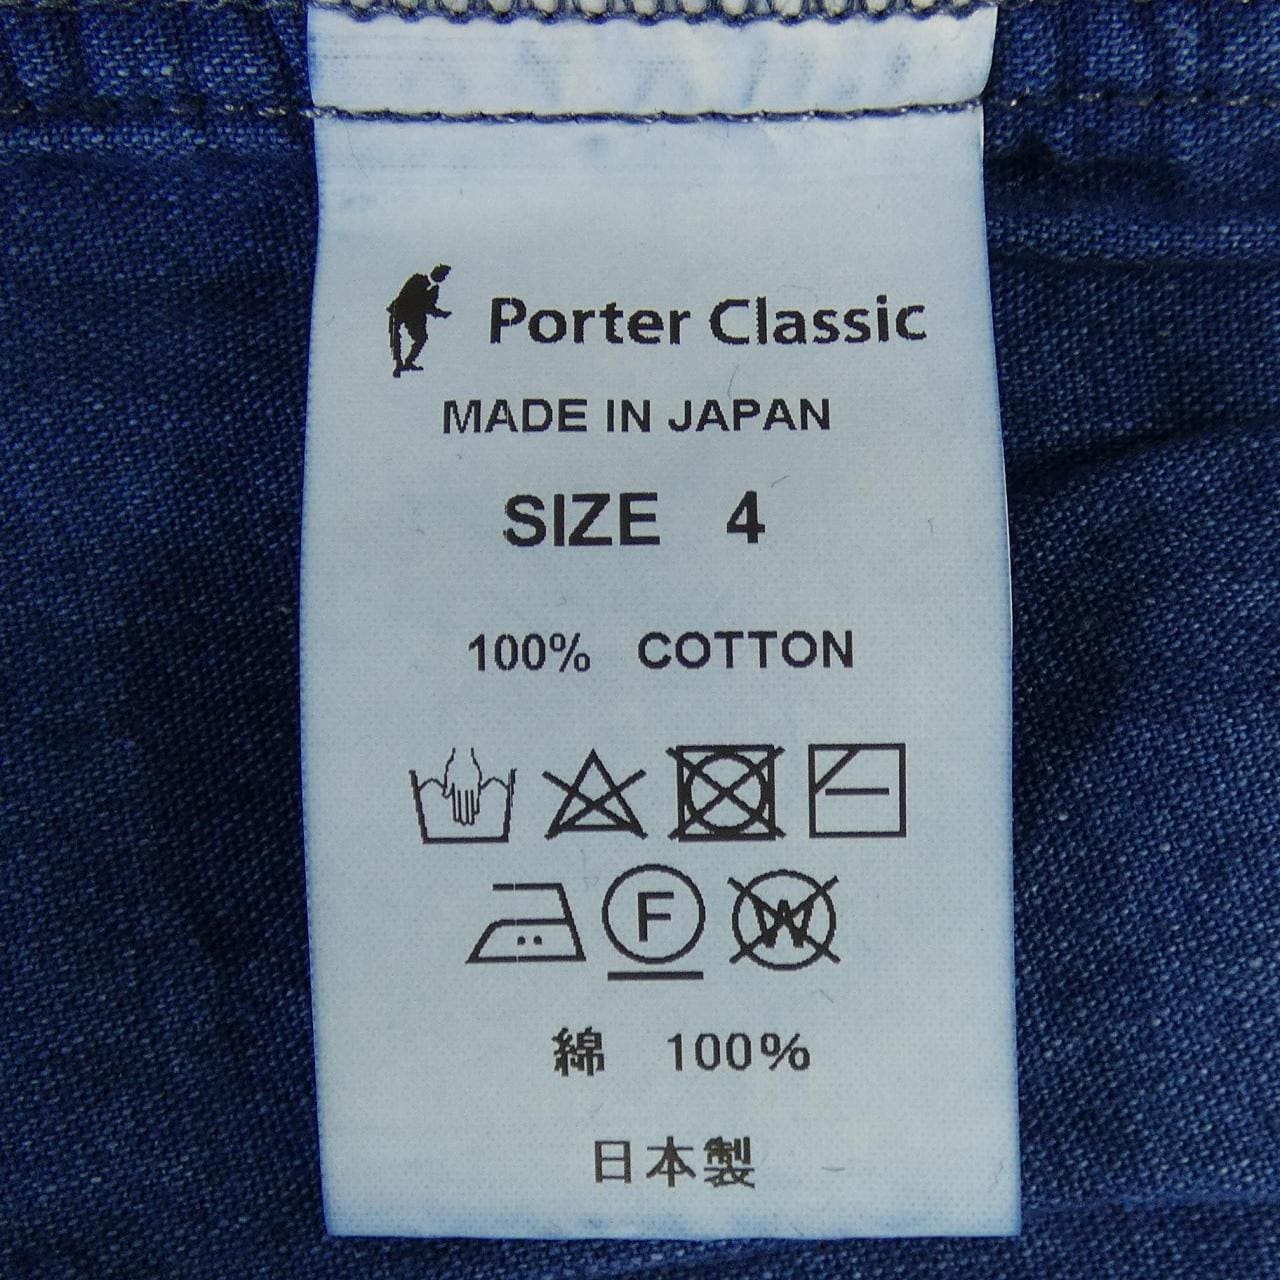 Porter Classic
MADE IN JAPAN
SIZE 4
100% COTTON
F W
綿 100%
日本製